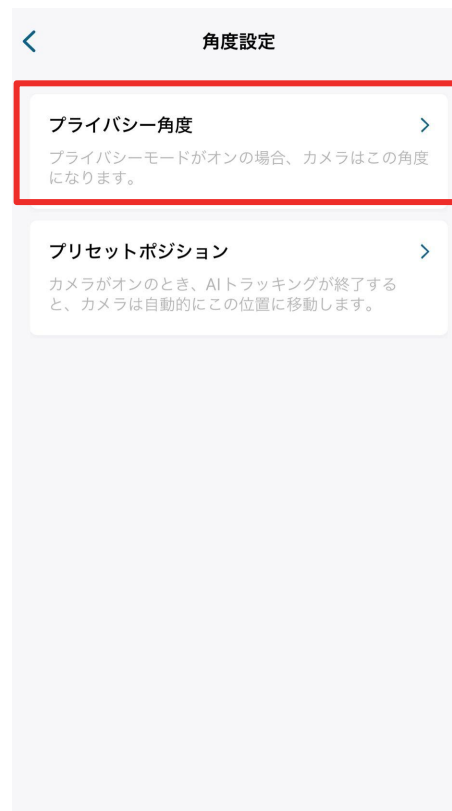 角度設定
プライバシー角度
プライバシーモードがオンの場合、カメラはこの角度
になります。
プリセットポジション
カメラがオンのとき、AIトラッキングが終了する
と、カメラは自動的にこの位置に移動します。